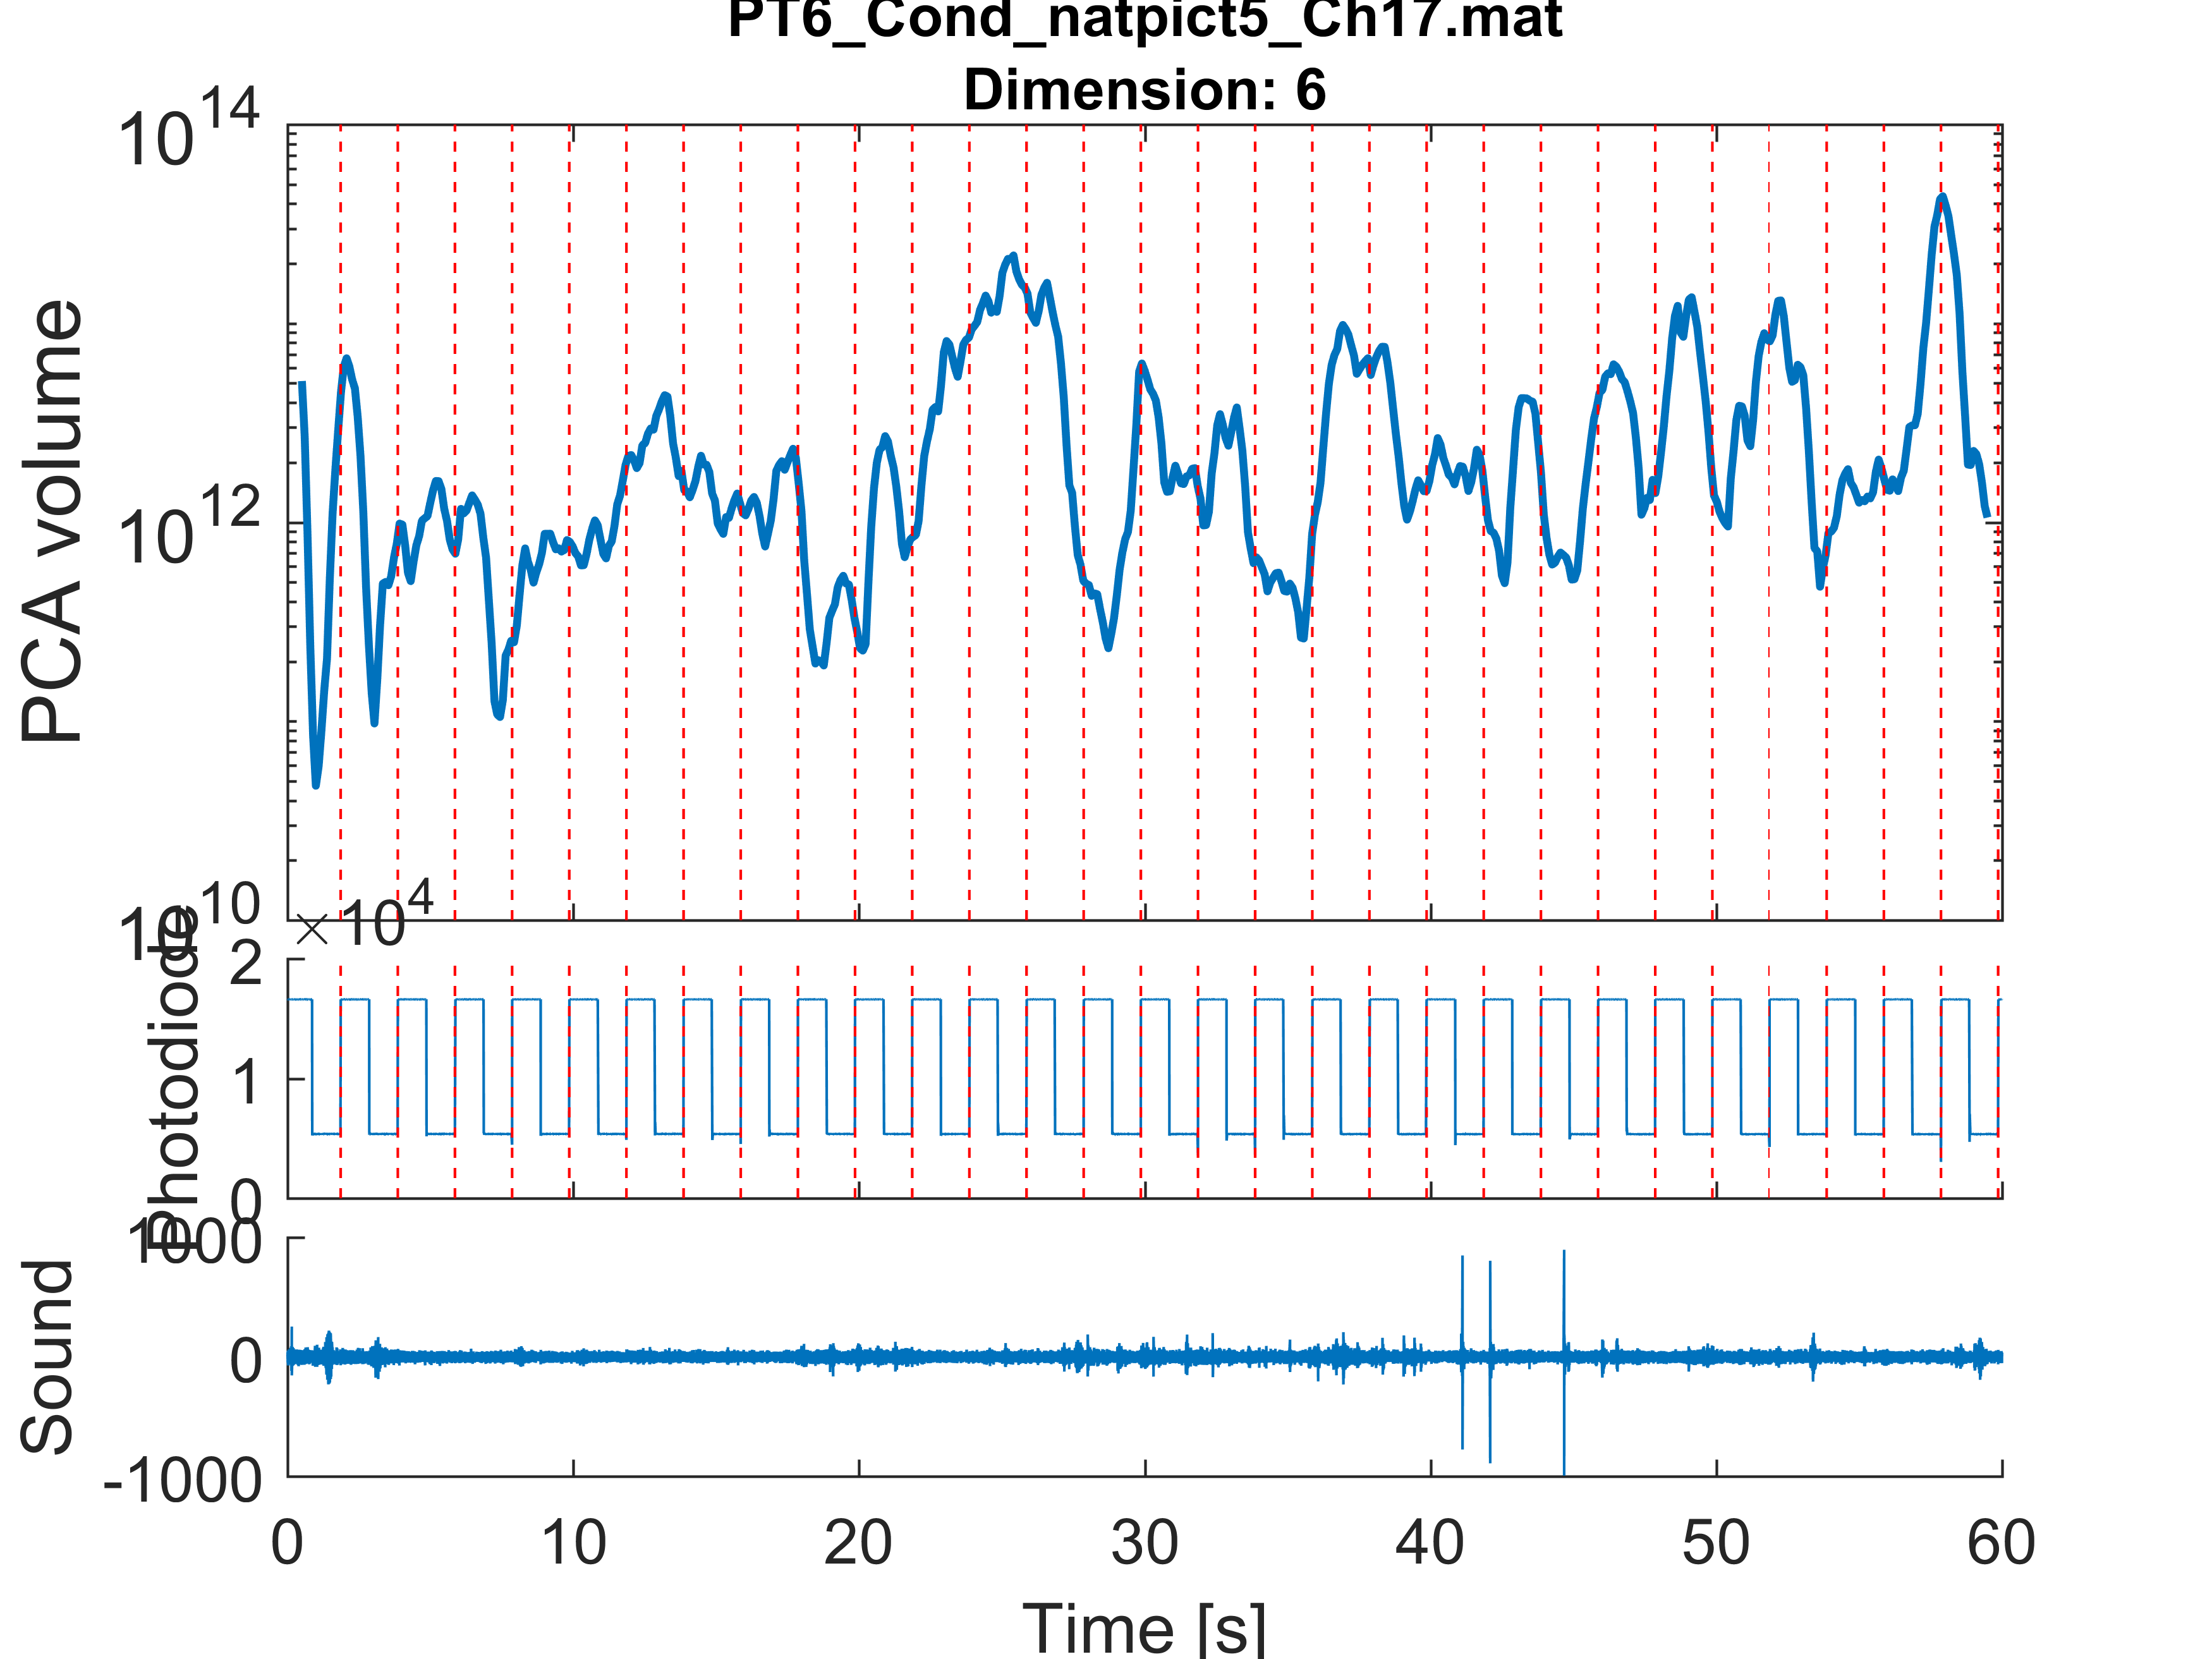 PT6_Cond_natpict5_Ch17.mat
Dimension: 6
10^14
10^12
10^10
PCA volume
×10^4
2
1
0
Photodiode
1000
0
-1000
Sound
0 10 20 30 40 50 60
Time [s]